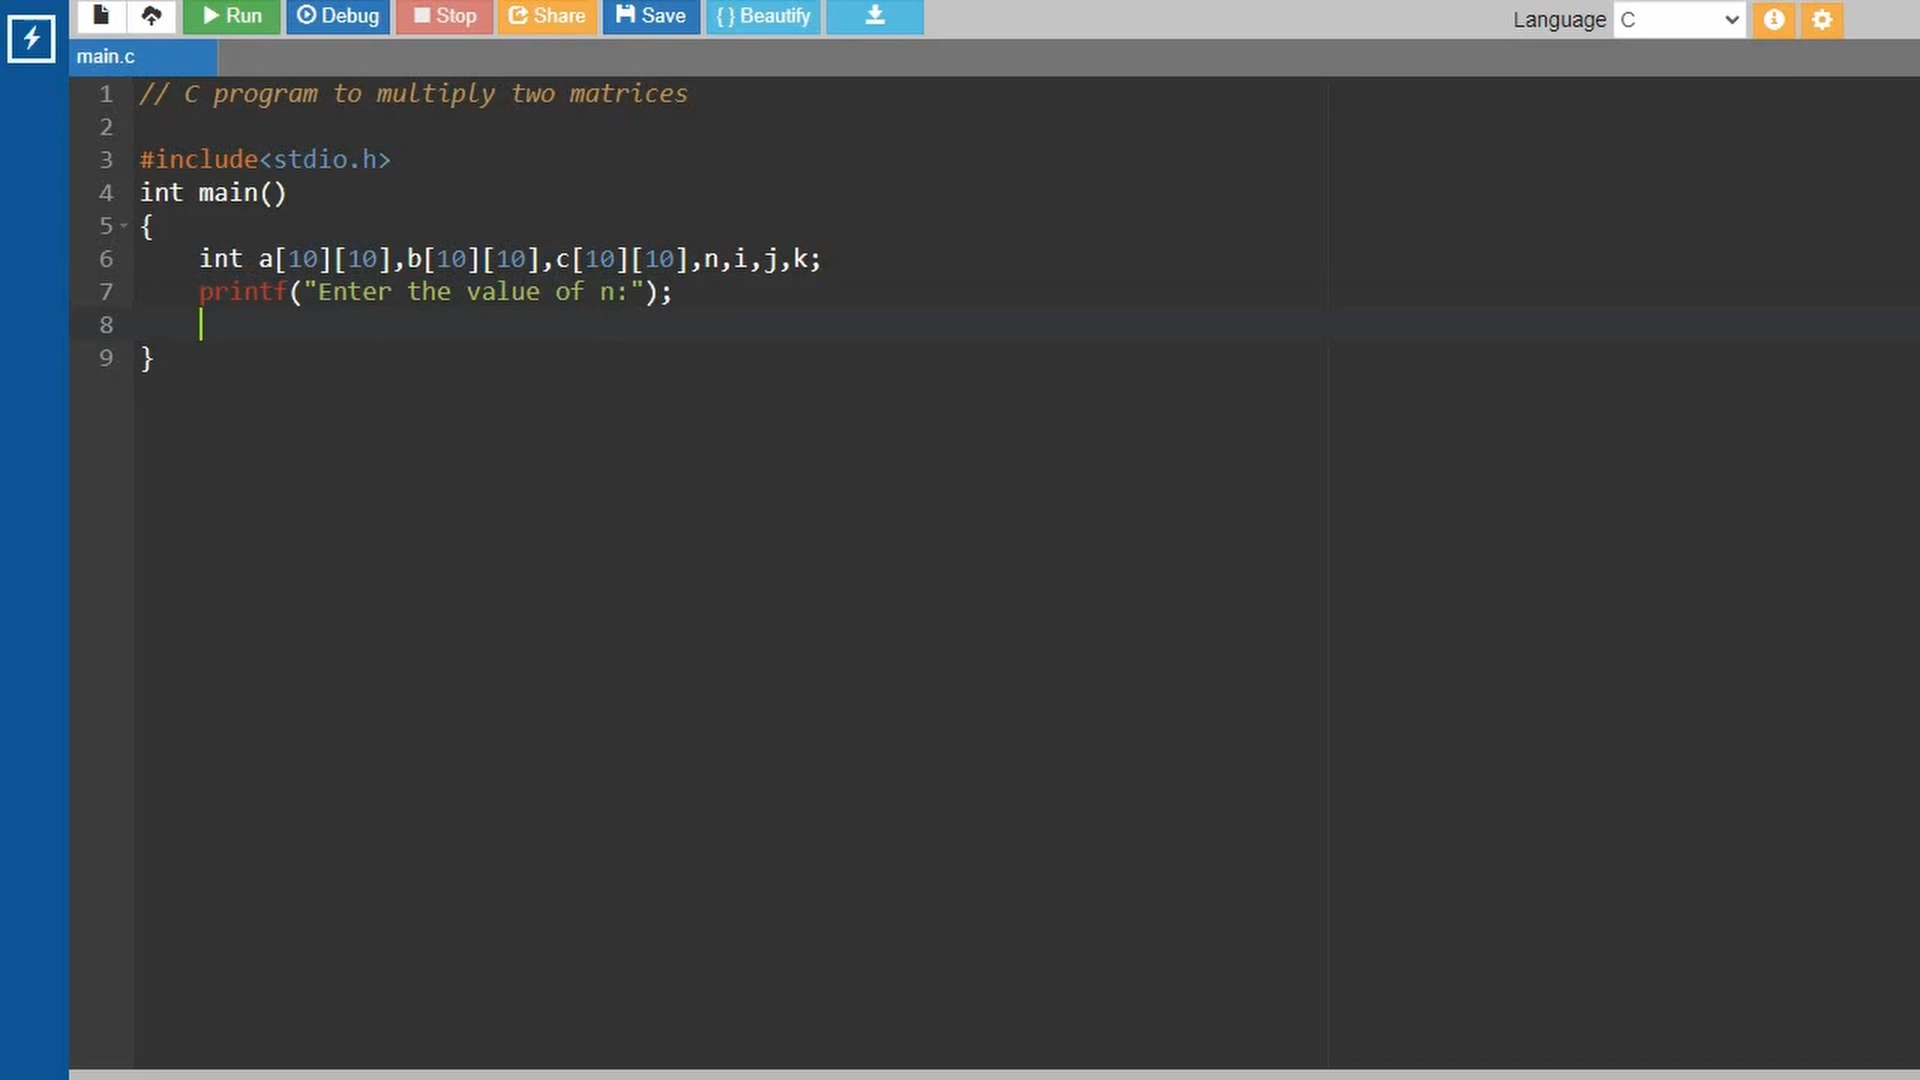 Run Debug Stop Share Save {} Beautify Language C
main.c
1 // C program to multiply two matrices
2
3 #include<stdio.h>
4 int main()
5 {
6     int a[10][10],b[10][10],c[10][10],n,i,j,k;
7     printf("Enter the value of n:");
8
9 }